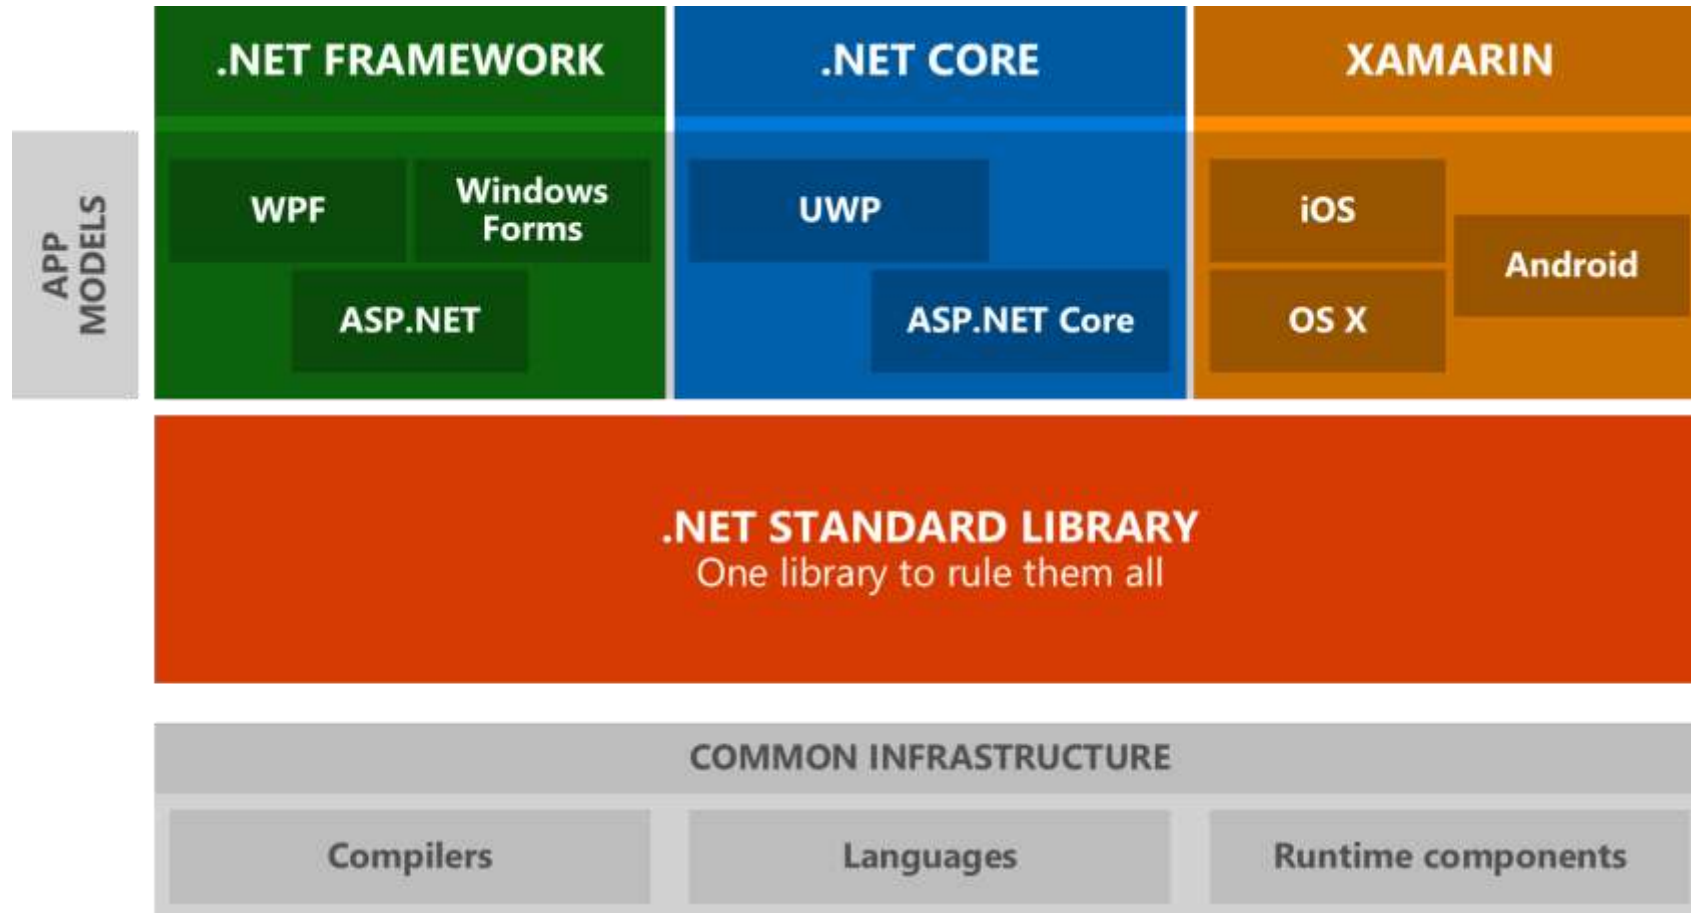 .NET FRAMEWORK
.NET CORE
XAMARIN
APP
MODELS
WPF
Windows
Forms
ASP.NET
UWP
ASP.NET Core
iOS
Android
OS X
.NET STANDARD LIBRARY
One library to rule them all
COMMON INFRASTRUCTURE
Compilers
Languages
Runtime components